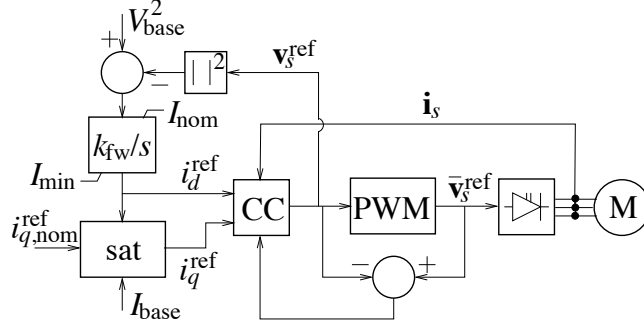 V²_base
+
−
| |²
v_s^ref
I_nom
k_fw/s
I_min
i_s
i_d^ref
CC
PWM
v̄_s^ref
M
i_q,nom^ref
sat
i_q^ref
− +
I_base